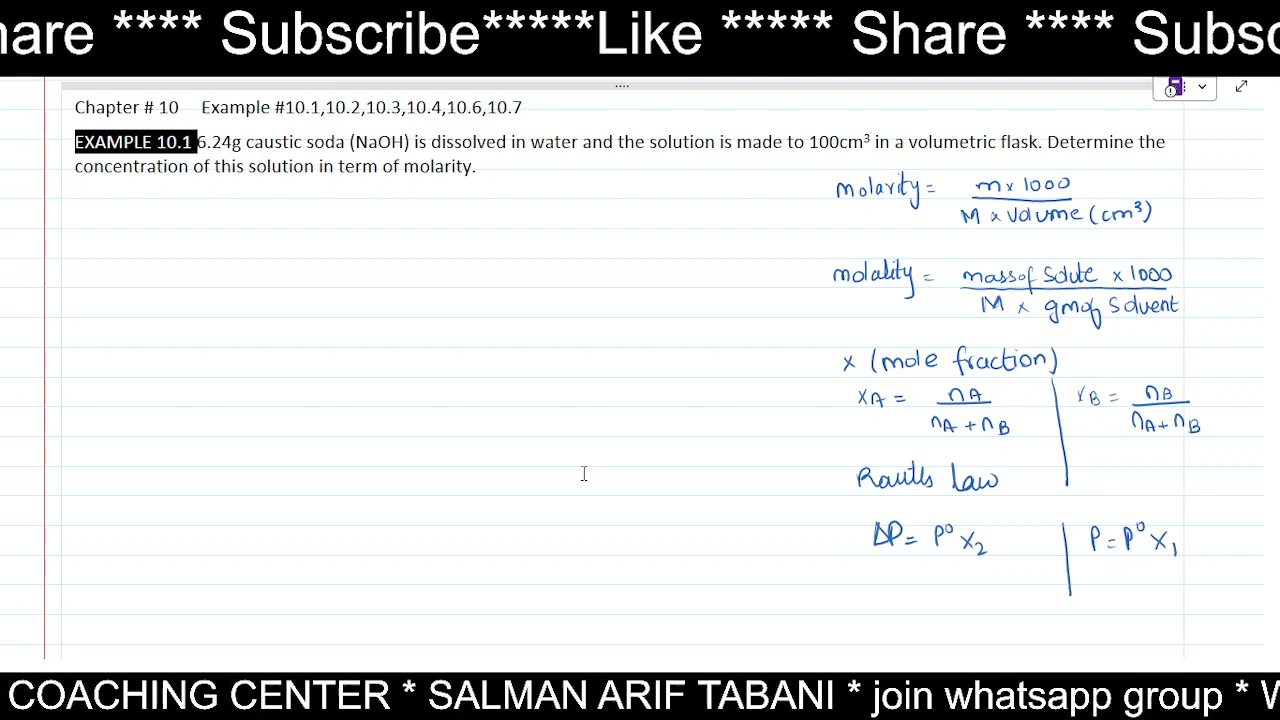 hare **** Subscribe*****Like ***** Share **** Subsc
Chapter # 10 Example #10.1,10.2,10.3,10.4,10.6,10.7
EXAMPLE 10.1 6.24g caustic soda (NaOH) is dissolved in water and the solution is made to 100cm³ in a volumetric flask. Determine the
concentration of this solution in term of molarity.
molarity = m x 1000
M x volume (cm³)
molality = mass of Solute x 1000
M x gm of Solvent
x (mole fraction)
xA = nA / nA + nB
xB = nB / nA + nB
Raults law
ΔP = P⁰ x₂
P = P⁰ x₁
COACHING CENTER * SALMAN ARIF TABANI * join whatsapp group * W